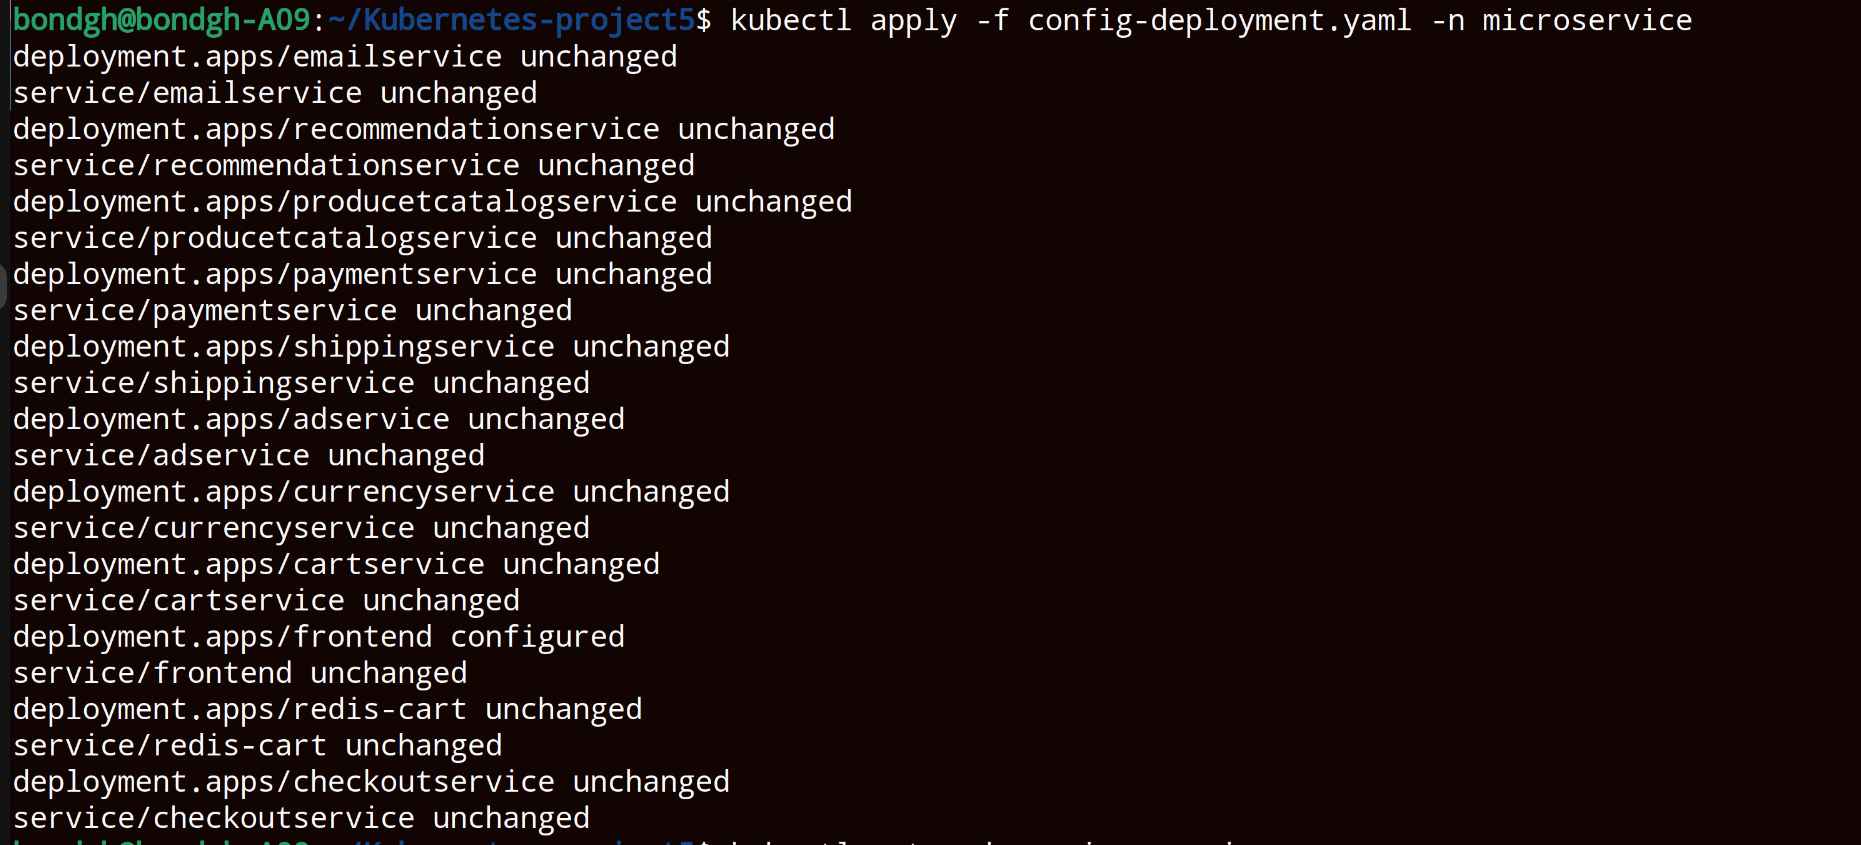 bondgh@bondgh-A09:~/Kubernetes-project5$ kubectl apply -f config-deployment.yaml -n microservice
deployment.apps/emailservice unchanged
service/emailservice unchanged
deployment.apps/recommendationservice unchanged
service/recommendationservice unchanged
deployment.apps/producetcatalogservice unchanged
service/producetcatalogservice unchanged
deployment.apps/paymentservice unchanged
service/paymentservice unchanged
deployment.apps/shippingservice unchanged
service/shippingservice unchanged
deployment.apps/adservice unchanged
service/adservice unchanged
deployment.apps/currencyservice unchanged
service/currencyservice unchanged
deployment.apps/cartservice unchanged
service/cartservice unchanged
deployment.apps/frontend configured
service/frontend unchanged
deployment.apps/redis-cart unchanged
service/redis-cart unchanged
deployment.apps/checkoutservice unchanged
service/checkoutservice unchanged